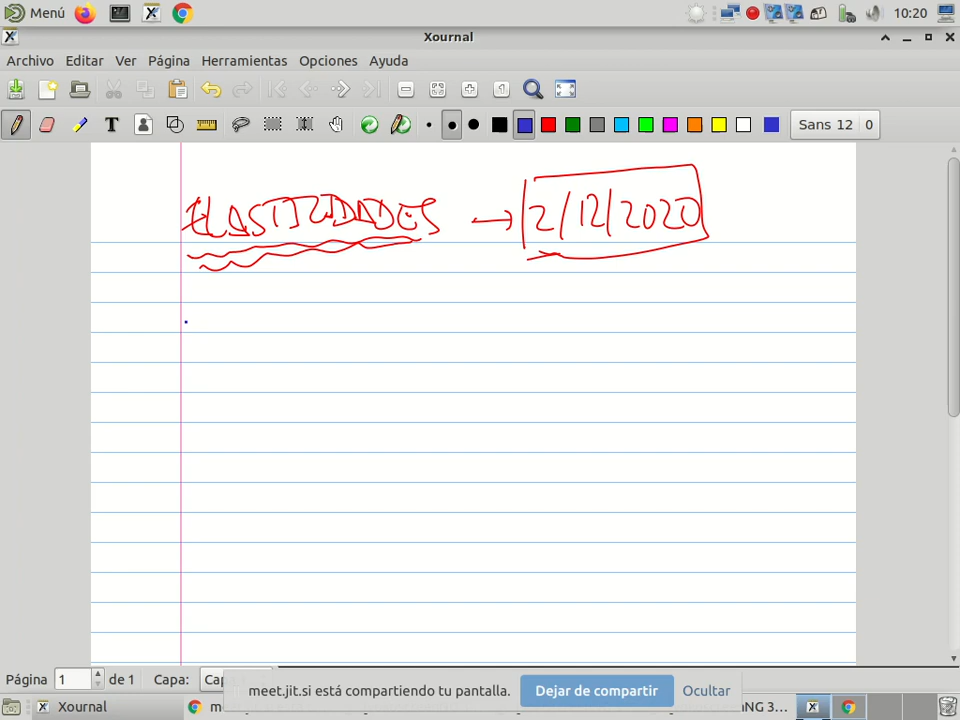 Menú 10:20
Xournal
Archivo Editar Ver Página Herramientas Opciones Ayuda
Sans 12 0
ELASTICIDADES → 2/12/2020
Página 1 de 1 Capa:
meet.jit.si está compartiendo tu pantalla. Dejar de compartir Ocultar
Xournal